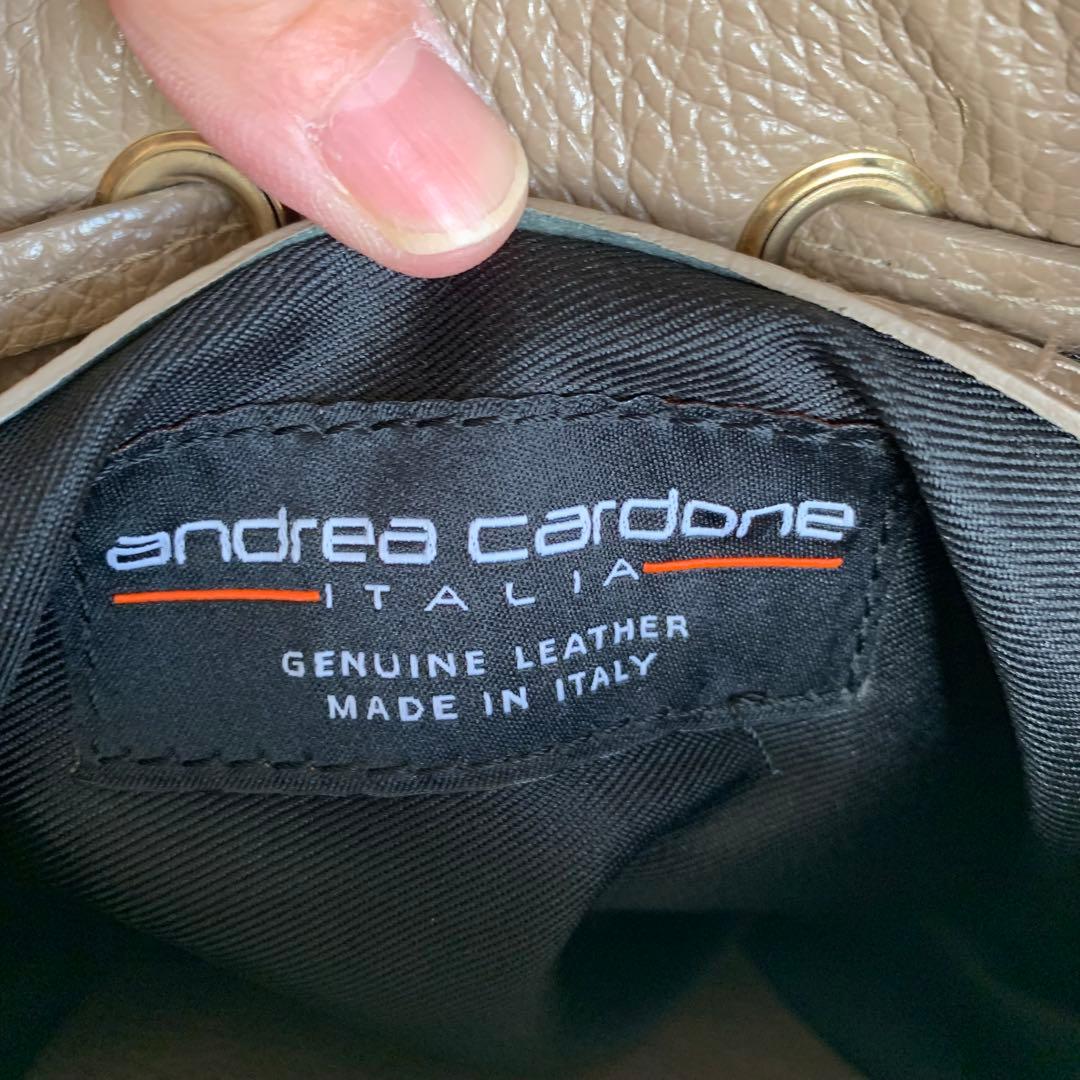 andrea cardone
ITALIA
GENUINE LEATHER
MADE IN ITALY